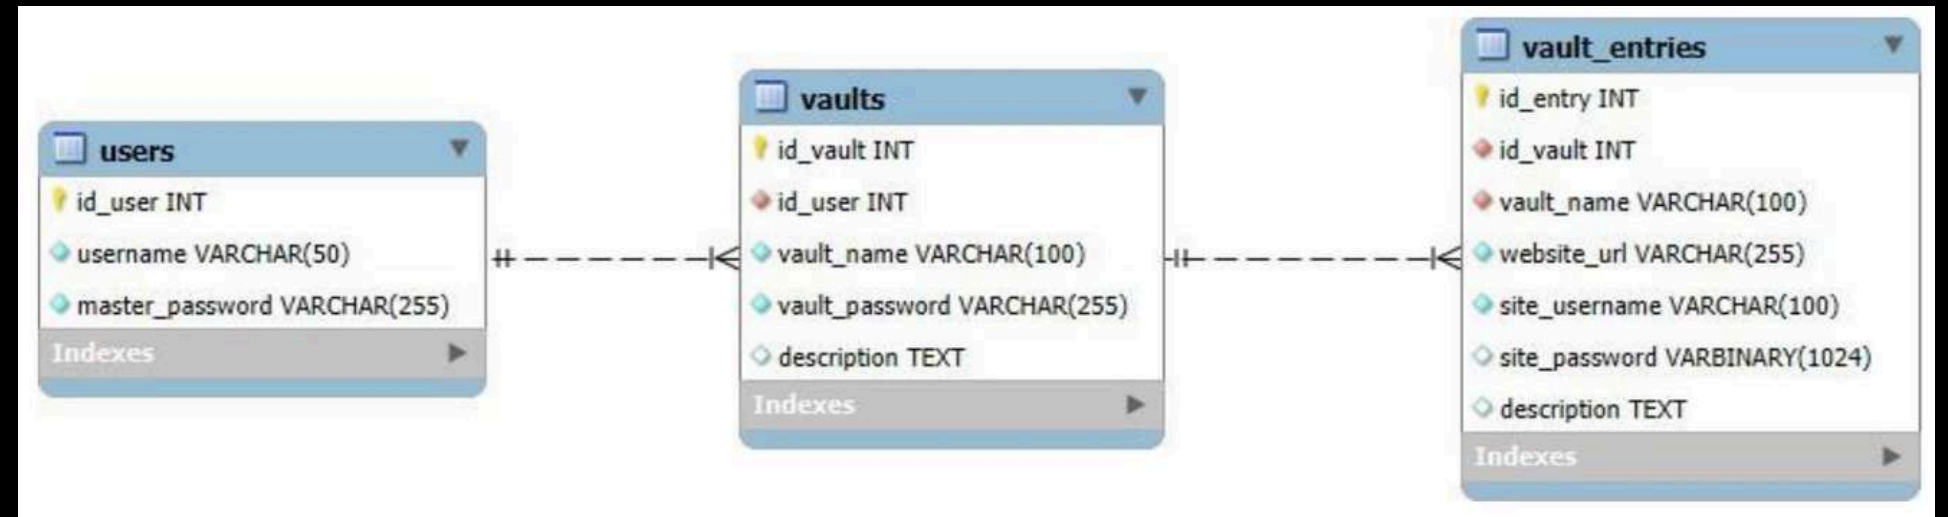 users
id_user INT
username VARCHAR(50)
master_password VARCHAR(255)
Indexes
vaults
id_vault INT
id_user INT
vault_name VARCHAR(100)
vault_password VARCHAR(255)
description TEXT
Indexes
vault_entries
id_entry INT
id_vault INT
vault_name VARCHAR(100)
website_url VARCHAR(255)
site_username VARCHAR(100)
site_password VARBINARY(1024)
description TEXT
Indexes